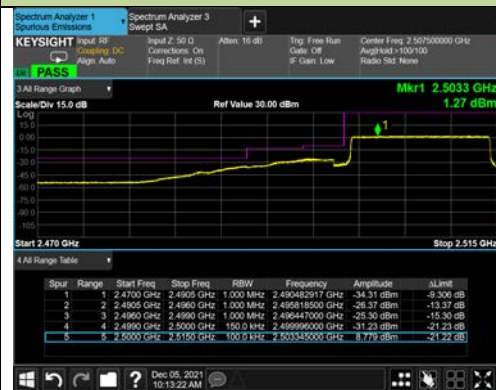 Spectrum Analyzer 1
Spurious Emissions
Spectrum Analyzer 3
Swept SA
KEYSIGHT
Input: RF
Coupling: DC
Align: Auto
Input Z: 50 Ω
Corrections: On
Freq Ref: Int (S)
Atten: 16 dB
Trig: Free Run
Gate: Off
IF Gain: Low
Center Freq: 2.507500000 GHz
Avg|Hold:>100/100
Radio Std: None
PASS
3 All Range Graph
Mkr1 2.5033 GHz
Scale/Div 15.0 dB
Ref Value 30.00 dBm
1.27 dBm
Log
15.0
0.00
-15.0
-30.0
-45.0
-60.0
-75.0
-90.0
-105
1
Start 2.470 GHz
Stop 2.515 GHz
4 All Range Table
Spur Range Start Freq Stop Freq RBW Frequency Amplitude ΔLimit
1 1 2.4700 GHz 2.4905 GHz 1.000 MHz 2.490482917 GHz -34.31 dBm -9.306 dB
2 2 2.4905 GHz 2.4960 GHz 1.000 MHz 2.495818500 GHz -26.37 dBm -13.37 dB
3 3 2.4960 GHz 2.4990 GHz 1.000 MHz 2.496447000 GHz -25.30 dBm -15.30 dB
4 4 2.4990 GHz 2.5000 GHz 150.0 kHz 2.499996000 GHz -31.23 dBm -21.23 dB
5 5 2.5000 GHz 2.5150 GHz 100.0 kHz 2.503345000 GHz 8.779 dBm -21.22 dB
Dec 05, 2021
10:13:22 AM